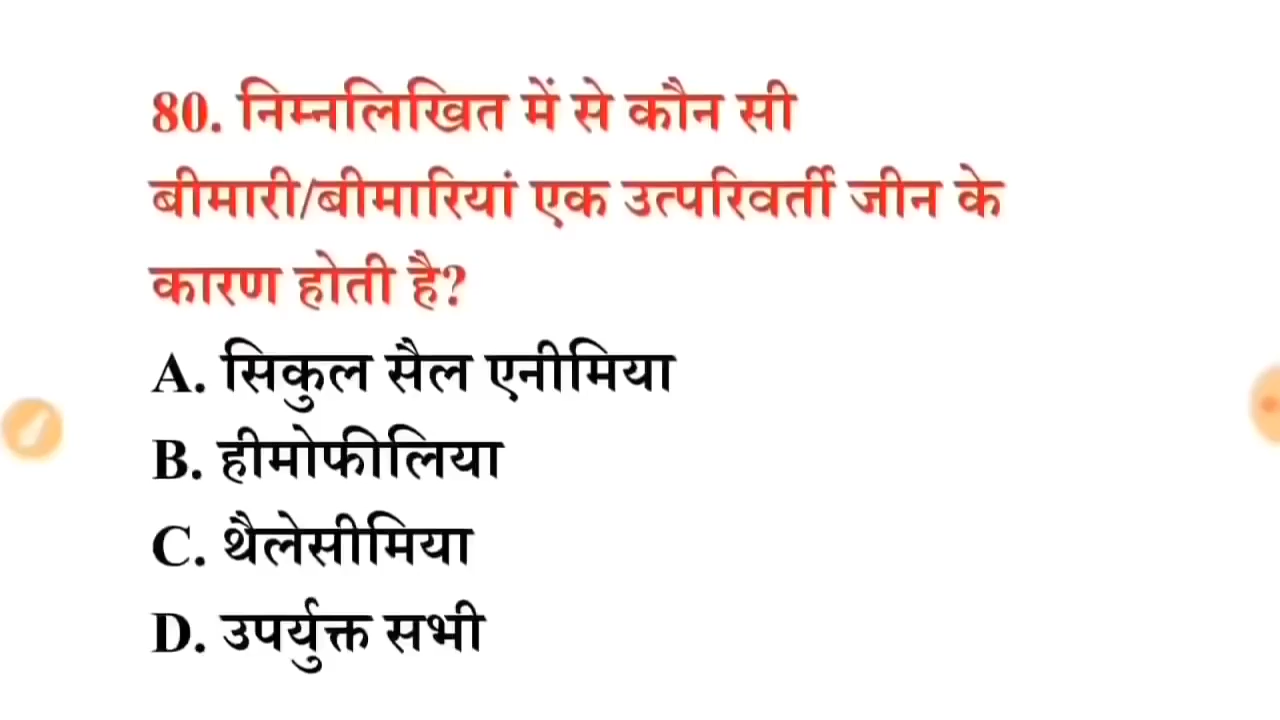 80. निम्नलिखित में से कौन सी
बीमारी/बीमारियां एक उत्परिवर्ती जीन के
कारण होती है?
A. सिकुल सैल एनीमिया
B. हीमोफीलिया
C. थैलेसीमिया
D. उपर्युक्त सभी